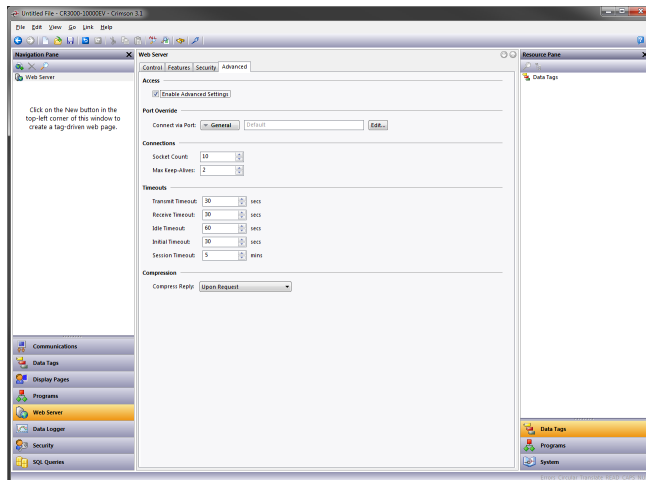 Untitled File - CR3000-10000EV - Crimson 3.1
File Edit View Go Link Help
Navigation Pane
Web Server
Resource Pane
Web Server
Control Features Security Advanced
Data Tags
Access
Enable Advanced Settings
Click on the New button in the
top-left corner of this window to
create a tag-driven web page.
Port Override
Connect via Port: General Default Edit...
Connections
Socket Count: 10
Max Keep-Alives: 2
Timeouts
Transmit Timeout: 30 secs
Receive Timeout: 30 secs
Idle Timeout: 60 secs
Initial Timeout: 30 secs
Session Timeout: 5 mins
Compression
Compress Reply: Upon Request
Communications
Data Tags
Display Pages
Programs
Web Server
Data Logger
Security
SQL Queries
Data Tags
Programs
System
Errors Circular Translate READ CAPS